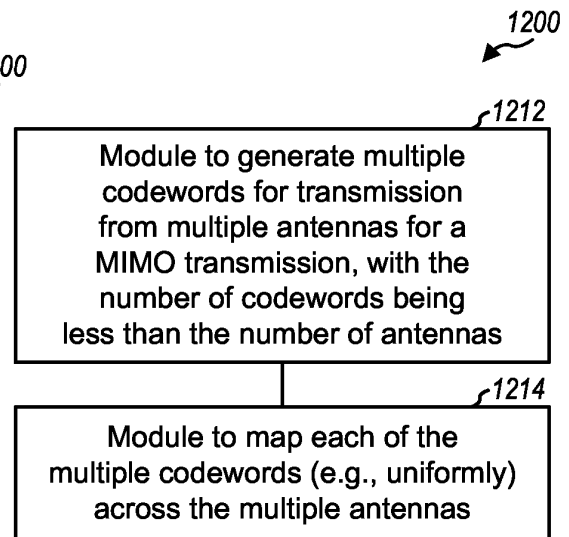 1200
00
1212
Module to generate multiple
codewords for transmission
from multiple antennas for a
MIMO transmission, with the
number of codewords being
less than the number of antennas
1214
Module to map each of the
multiple codewords (e.g., uniformly)
across the multiple antennas